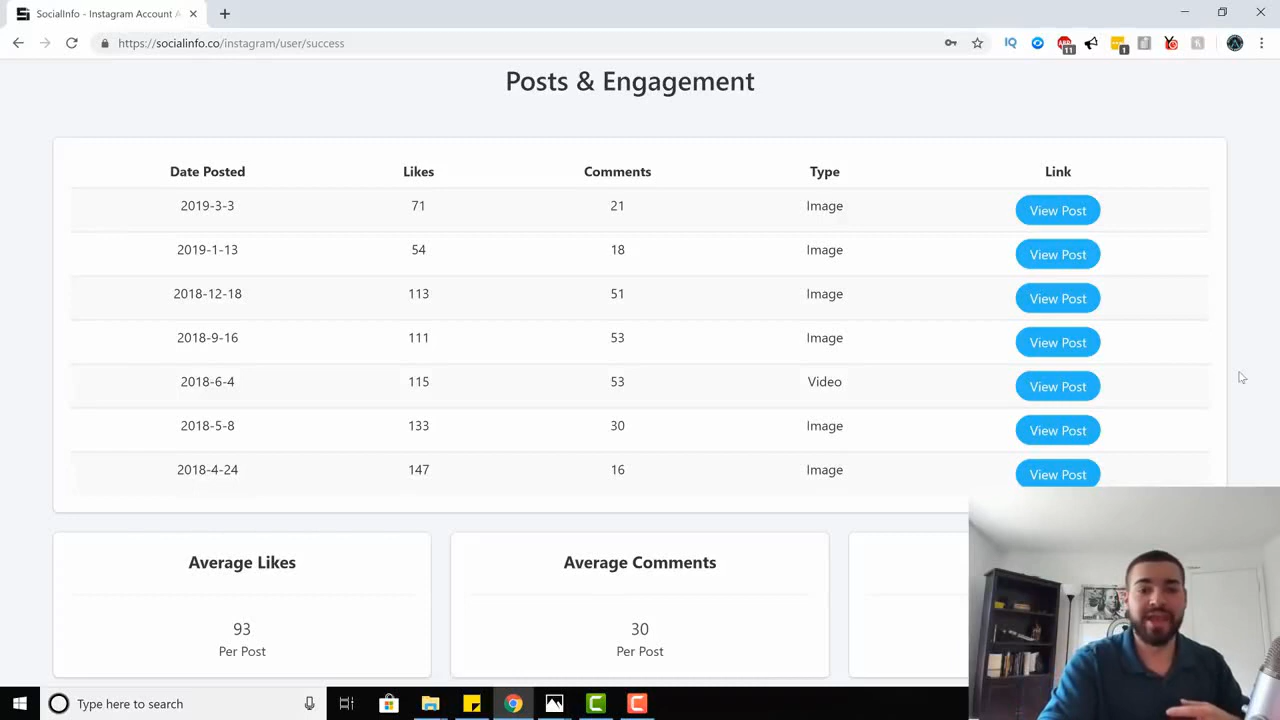 SocialInfo - Instagram Account A
https://socialinfo.co/instagram/user/success
IQ
11
1
Posts & Engagement
Date Posted Likes Comments Type Link
2019-3-3 71 21 Image View Post
2019-1-13 54 18 Image View Post
2018-12-18 113 51 Image View Post
2018-9-16 111 53 Image View Post
2018-6-4 115 53 Video View Post
2018-5-8 133 30 Image View Post
2018-4-24 147 16 Image View Post
Average Likes Average Comments
93 30
Per Post Per Post
Type here to search